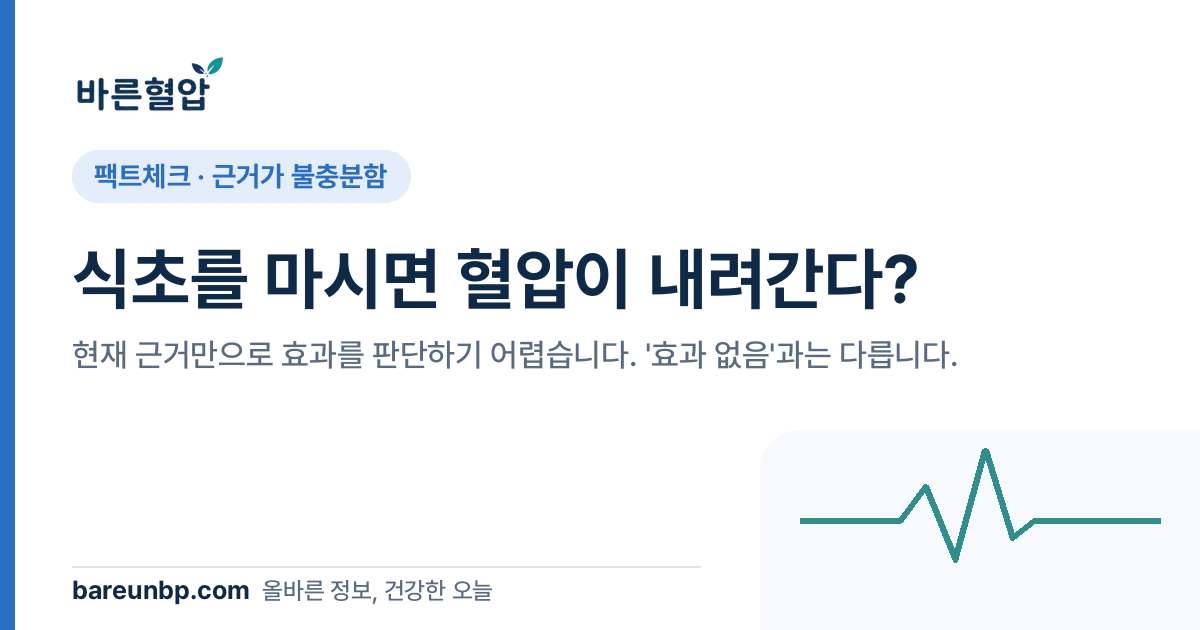 바른혈압
팩트체크 · 근거가 불충분함
식초를 마시면 혈압이 내려간다?
현재 근거만으로 효과를 판단하기 어렵습니다. '효과 없음'과는 다릅니다.
bareunbp.com 올바른 정보, 건강한 오늘